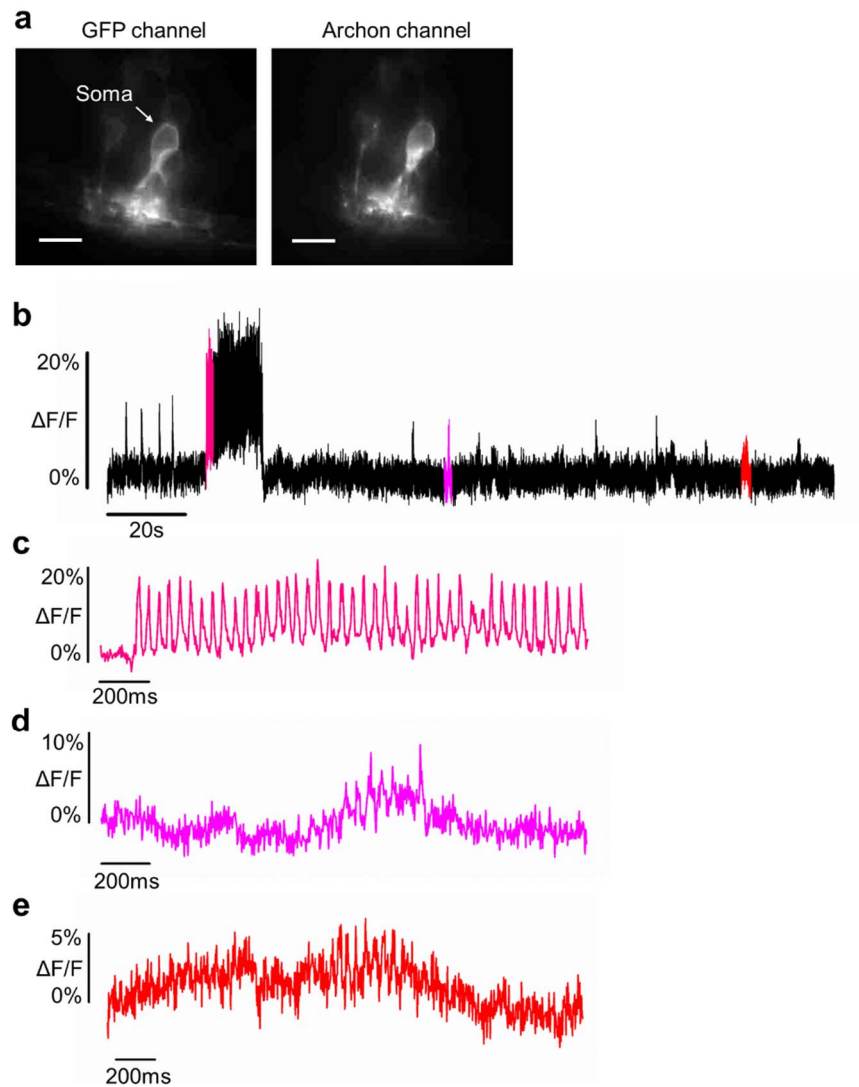 a
GFP channel
Archon channel
Soma
b
20%
ΔF/F
0%
20s
c
20%
ΔF/F
0%
200ms
d
10%
ΔF/F
0%
200ms
e
5%
ΔF/F
0%
200ms